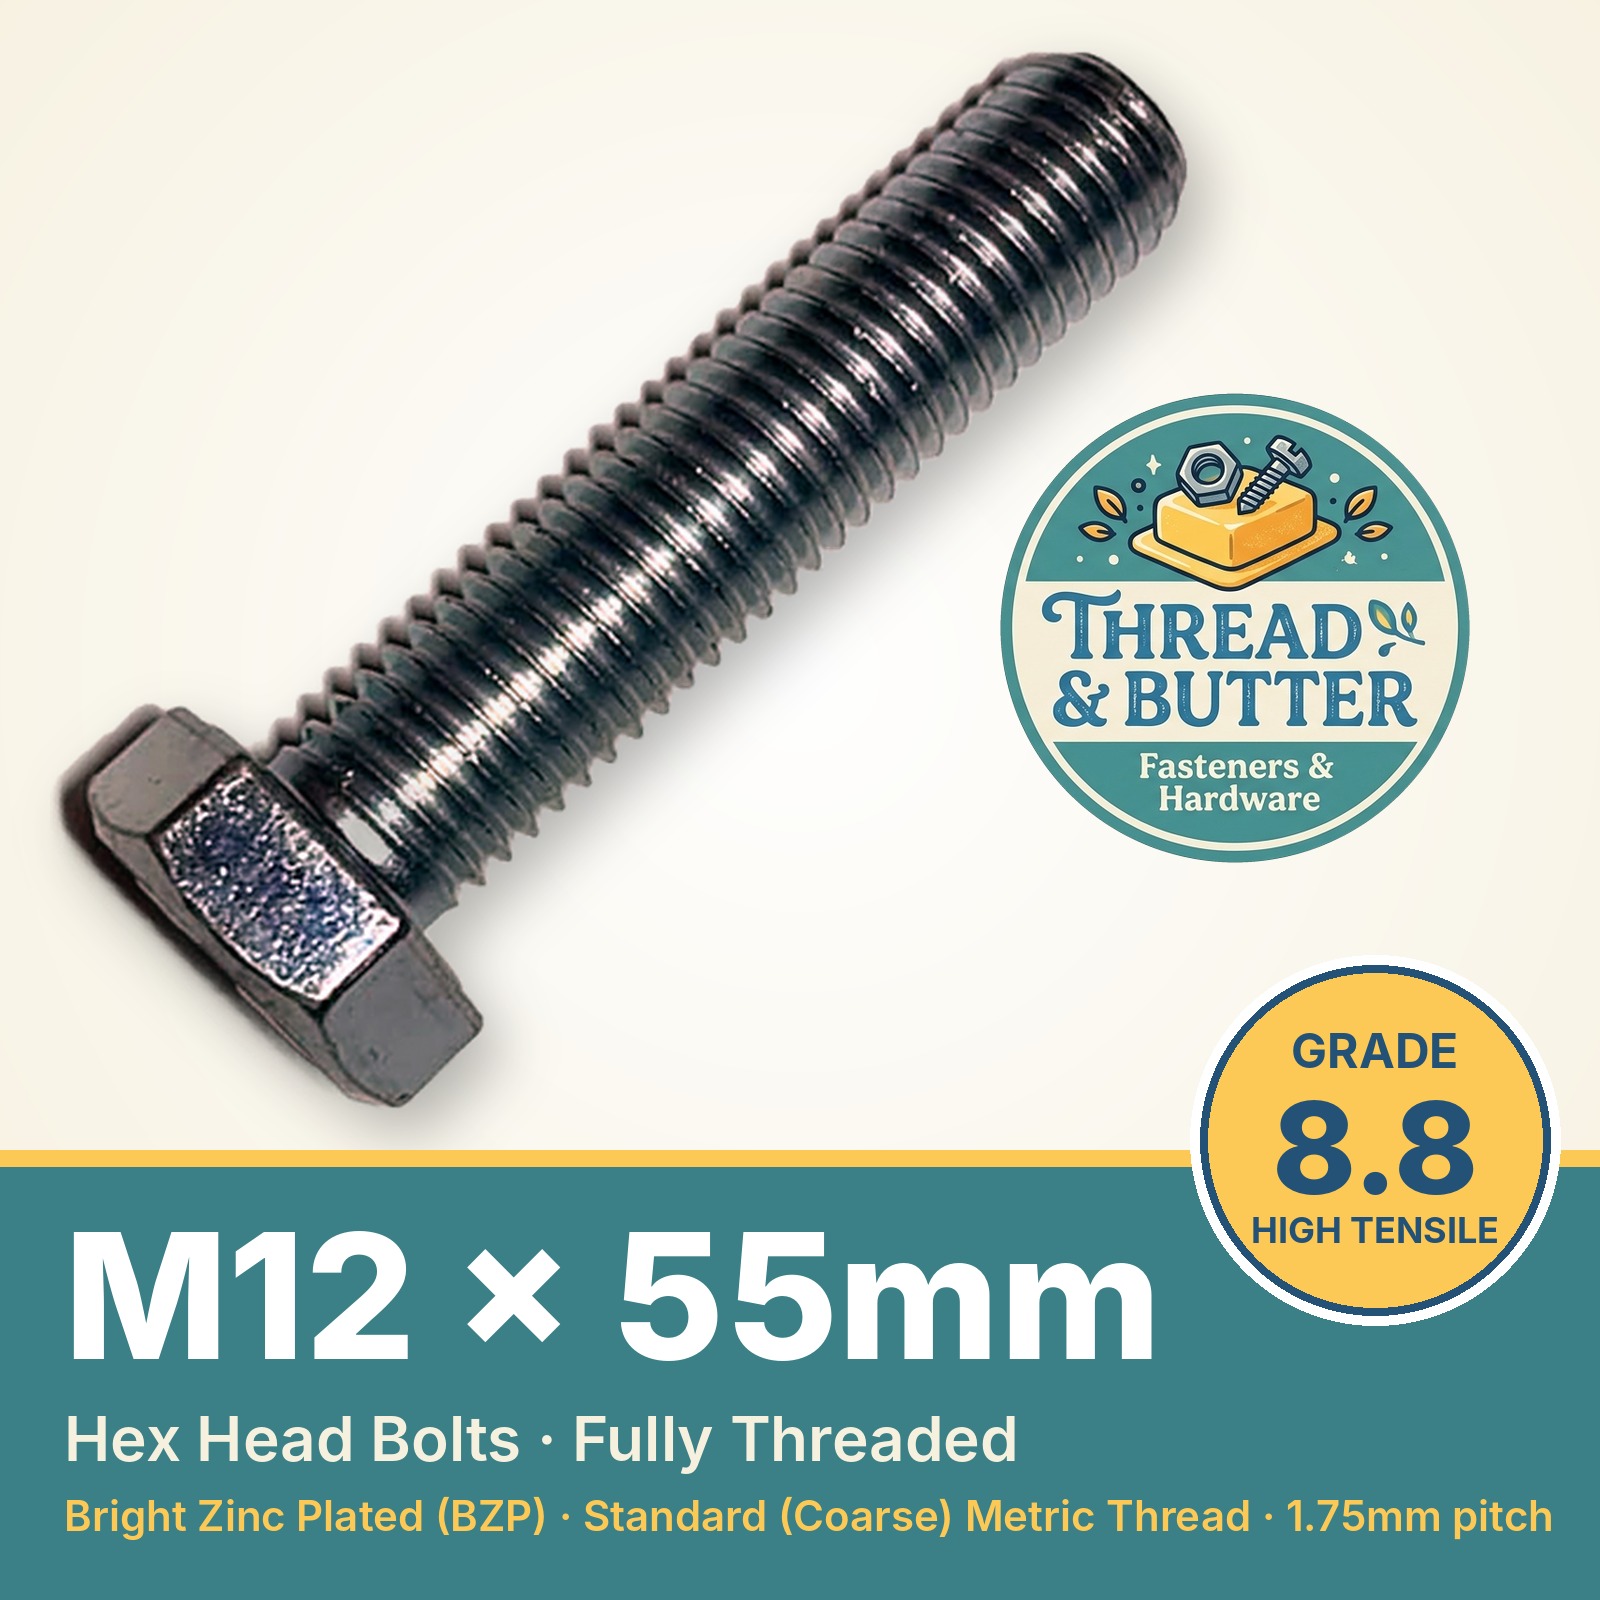 THREAD
& BUTTER
Fasteners &
Hardware
GRADE
8.8
HIGH TENSILE
M12 × 55mm
Hex Head Bolts · Fully Threaded
Bright Zinc Plated (BZP) · Standard (Coarse) Metric Thread · 1.75mm pitch